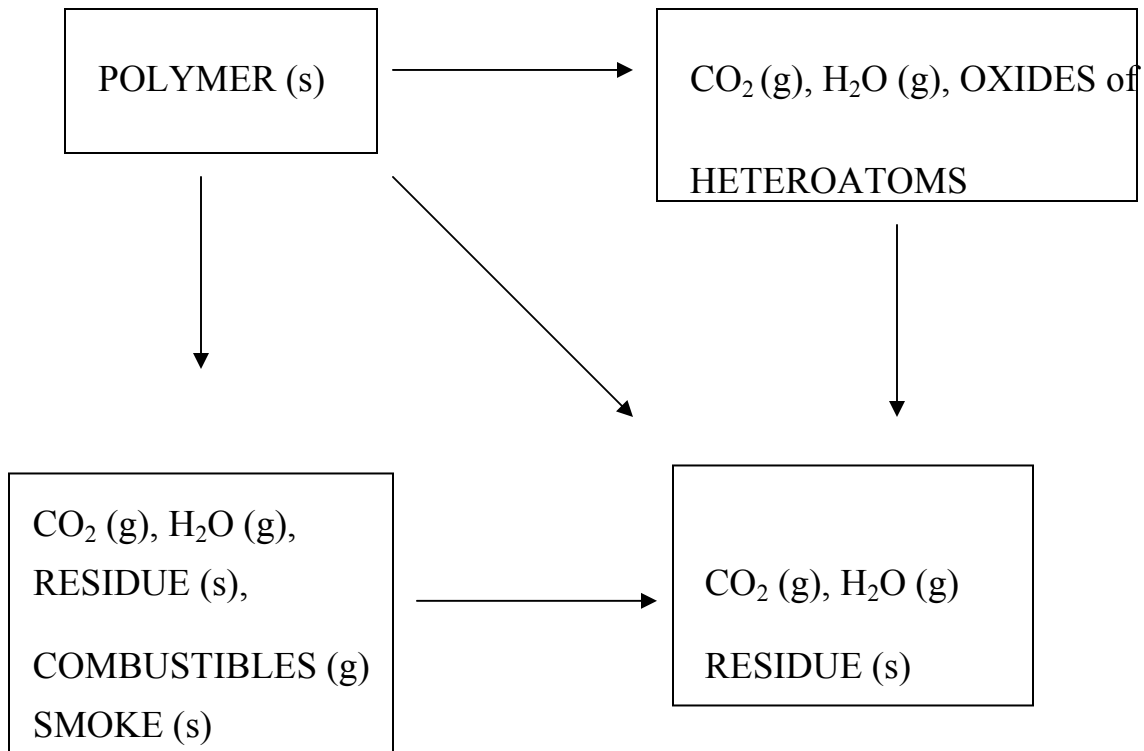 POLYMER (s)
CO₂ (g), H₂O (g), OXIDES of
HETEROATOMS
CO₂ (g), H₂O (g),
RESIDUE (s),
COMBUSTIBLES (g)
SMOKE (s)
CO₂ (g), H₂O (g)
RESIDUE (s)